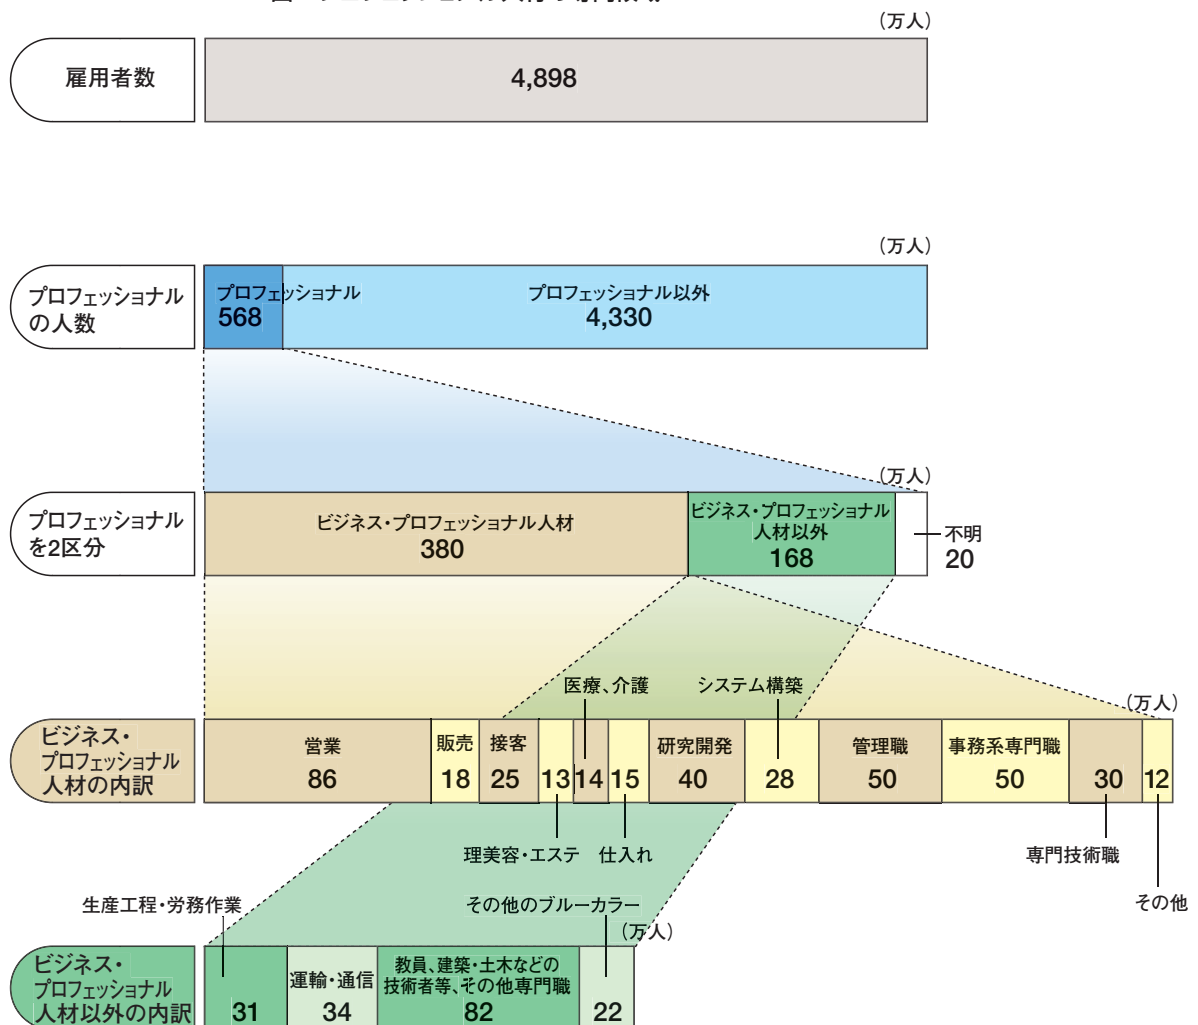 (万人)
雇用者数
4,898
(万人)
プロフェッショナル
の人数
プロフェッショナル
568
プロフェッショナル以外
4,330
(万人)
プロフェッショナル
を2区分
ビジネス・プロフェッショナル人材
380
ビジネス・プロフェッショナル
人材以外
168
不明
20
医療、介護
システム構築
(万人)
ビジネス・
プロフェッショナル
人材の内訳
営業
86
販売
18
接客
25
13
14
15
研究開発
40
28
管理職
50
事務系専門職
50
30
12
理美容・エステ
仕入れ
専門技術職
その他
生産工程・労務作業
その他のブルーカラー
(万人)
ビジネス・
プロフェッショナル
人材以外の内訳
31
運輸・通信
34
教員、建築・土木などの
技術者等、その他専門職
82
22